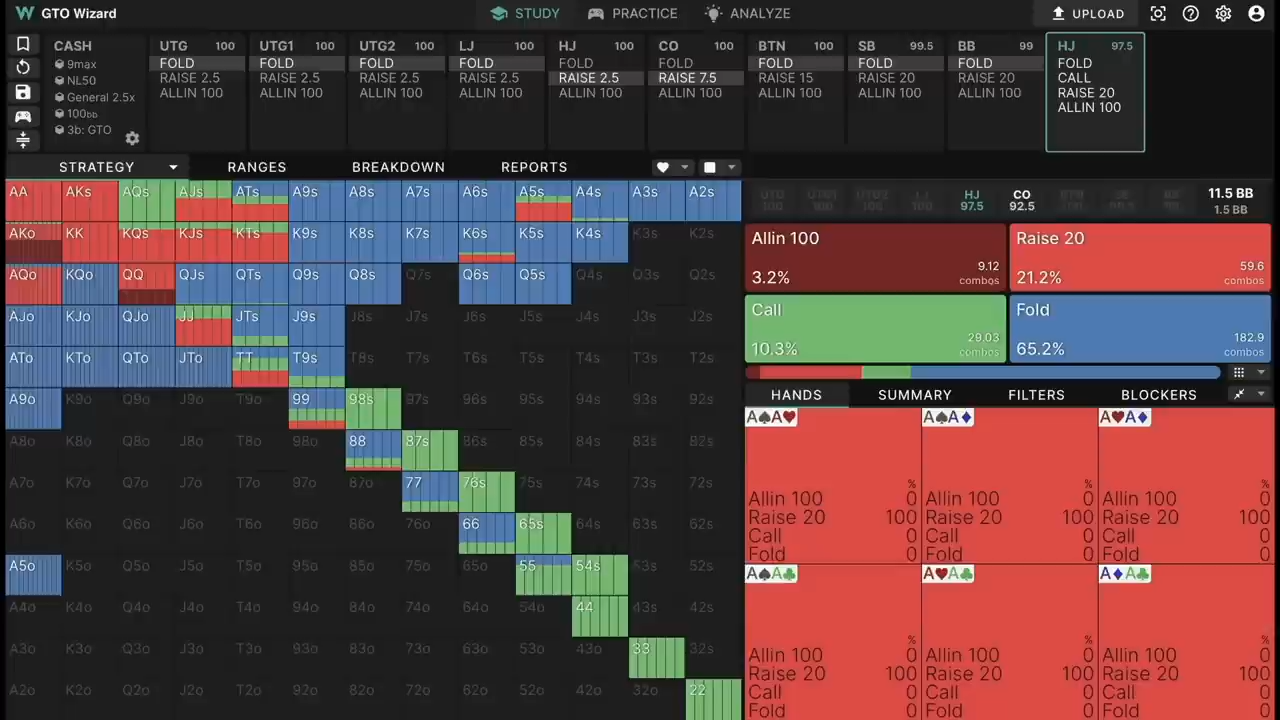 GTO Wizard
STUDY PRACTICE ANALYZE
UPLOAD
CASH
9max
NL50
General 2.5x
100bb
3b: GTO
UTG 100
FOLD
RAISE 2.5
ALLIN 100
UTG1 100
FOLD
RAISE 2.5
ALLIN 100
UTG2 100
FOLD
RAISE 2.5
ALLIN 100
LJ 100
FOLD
RAISE 2.5
ALLIN 100
HJ 100
FOLD
RAISE 2.5
ALLIN 100
CO 100
FOLD
RAISE 7.5
ALLIN 100
BTN 100
FOLD
RAISE 15
ALLIN 100
SB 99.5
FOLD
RAISE 20
ALLIN 100
BB 99
FOLD
RAISE 20
ALLIN 100
HJ 97.5
FOLD
CALL
RAISE 20
ALLIN 100
STRATEGY RANGES BREAKDOWN REPORTS
AA AKs AQs AJs ATs A9s A8s A7s A6s A5s A4s A3s A2s
AKo KK KQs KJs KTs K9s K8s K7s K6s K5s K4s K3s K2s
AQo KQo QQ QJs QTs Q9s Q8s Q7s Q6s Q5s Q4s Q3s Q2s
AJo KJo QJo JJ JTs J9s J8s J7s J6s J5s J4s J3s J2s
ATo KTo QTo JTo TT T9s T8s T7s T6s T5s T4s T3s T2s
A9o K9o Q9o J9o T9o 99 98s 97s 96s 95s 94s 93s 92s
A8o K8o Q8o J8o T8o 98o 88 87s 86s 85s 84s 83s 82s
A7o K7o Q7o J7o T7o 97o 87o 77 76s 75s 74s 73s 72s
A6o K6o Q6o J6o T6o 96o 86o 76o 66 65s 64s 63s 62s
A5o K5o Q5o J5o T5o 95o 85o 75o 65o 55 54s 53s 52s
A4o K4o Q4o J4o T4o 94o 84o 74o 64o 54o 44 43s 42s
A3o K3o Q3o J3o T3o 93o 83o 73o 63o 53o 43o 33 32s
A2o K2o Q2o J2o T2o 92o 82o 72o 62o 52o 42o 32o 22
UTG UTG1 UTG2 LJ HJ CO BTN SB BB
100 100 100 100 97.5 92.5
11.5 BB
1.5 BB
Allin 100
3.2% 9.12 combos
Raise 20
21.2% 59.6 combos
Call
10.3% 29.03 combos
Fold
65.2% 182.9 combos
HANDS SUMMARY FILTERS BLOCKERS
A♠A♥ A♠A♦ A♥A♦
% % %
Allin 100 0 Allin 100 0 Allin 100 0
Raise 20 100 Raise 20 100 Raise 20 100
Call 0 Call 0 Call 0
Fold 0 Fold 0 Fold 0
A♠A♣ A♥A♣ A♦A♣
% % %
Allin 100 0 Allin 100 0 Allin 100 0
Raise 20 100 Raise 20 100 Raise 20 100
Call 0 Call 0 Call 0
Fold 0 Fold 0 Fold 0